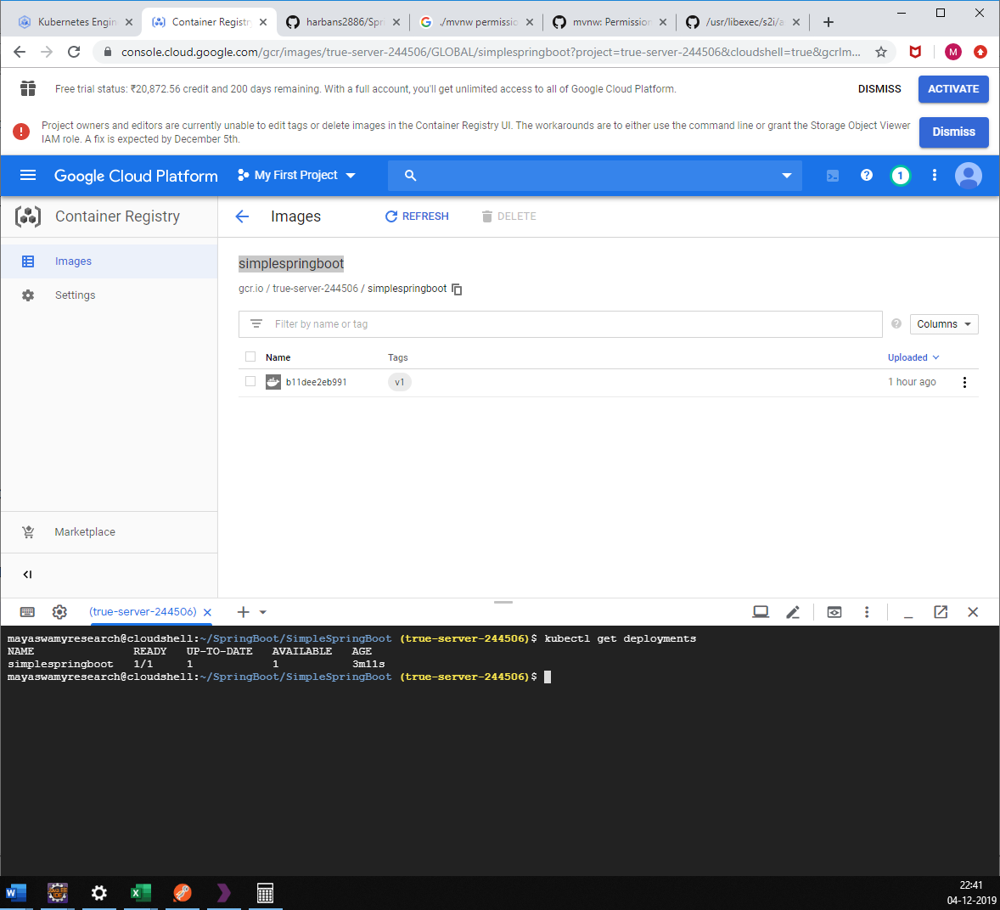 Kubernetes Engin
Container Registr
harbans2886/Spr
./mvnw permissio
mvnw: Permission
/usr/libexec/s2i/a
console.cloud.google.com/gcr/images/true-server-244506/GLOBAL/simplespringboot?project=true-server-244506&cloudshell=true&gcrIm...
M
Free trial status: ₹20,872.56 credit and 200 days remaining. With a full account, you'll get unlimited access to all of Google Cloud Platform.
DISMISS
ACTIVATE
Project owners and editors are currently unable to edit tags or delete images in the Container Registry UI. The workarounds are to either use the command line or grant the Storage Object Viewer
IAM role. A fix is expected by December 5th.
Dismiss
Google Cloud Platform
My First Project
1
Container Registry
Images
REFRESH
DELETE
Images
Settings
Marketplace
simplespringboot
gcr.io / true-server-244506 / simplespringboot
Filter by name or tag
Columns
Name
Tags
Uploaded
b11dee2eb991
v1
1 hour ago
(true-server-244506)
mayaswamyresearch@cloudshell:~/SpringBoot/SimpleSpringBoot (true-server-244506)$ kubectl get deployments
NAME READY UP-TO-DATE AVAILABLE AGE
simplespringboot 1/1 1 1 3m11s
mayaswamyresearch@cloudshell:~/SpringBoot/SimpleSpringBoot (true-server-244506)$
22:41
04-12-2019